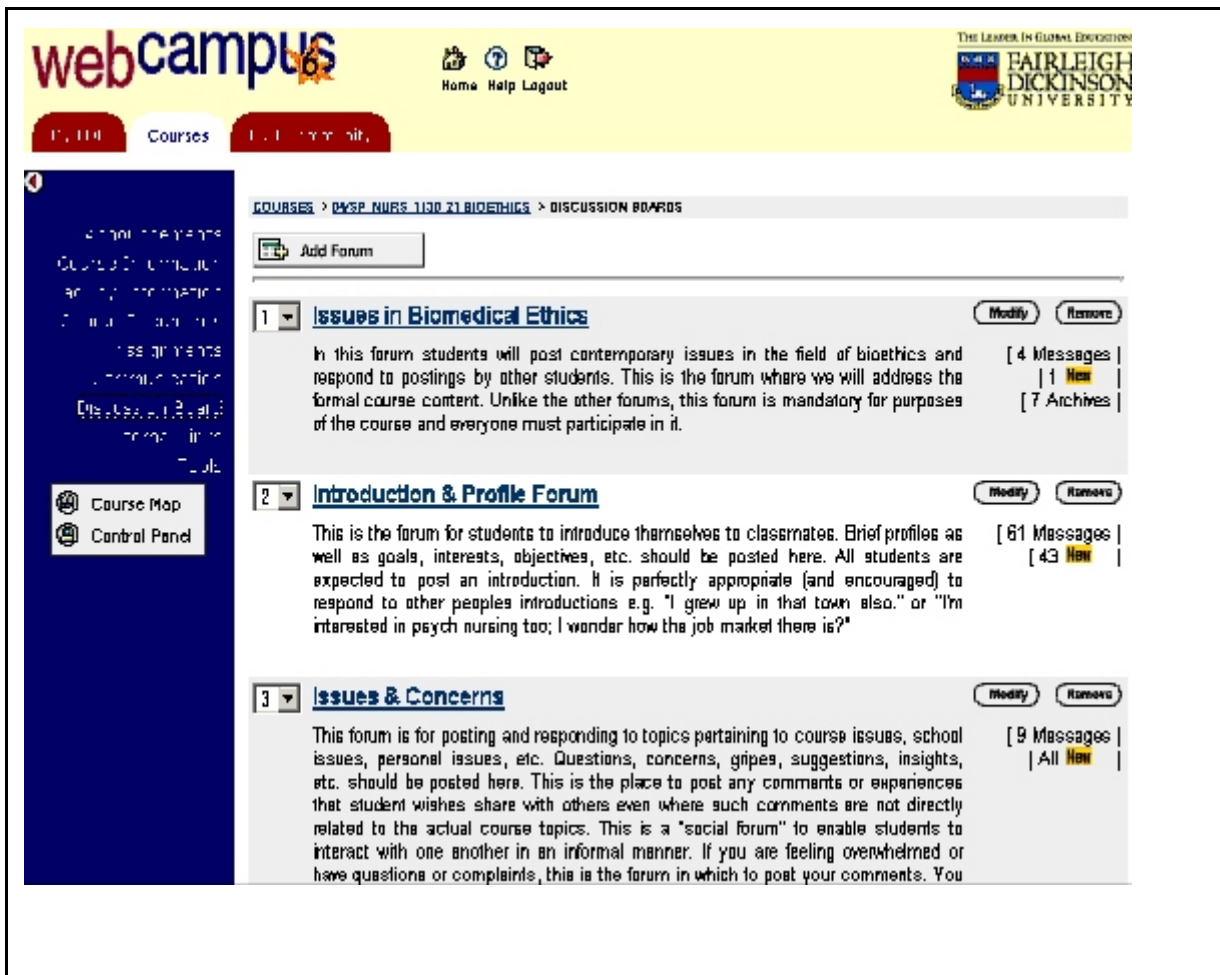 webcampus
6
Home Help Logout
THE LEADER IN GLOBAL EDUCATION
FAIRLEIGH
DICKINSON
UNIVERSITY
Courses
COURSES > NURS 1130 21 BIOETHICS > DISCUSSION BOARDS
Add Forum
Announcements
Course Information
Information
Assignments
Communication
Discussion Board
Tools
Course Map
Control Panel
1 Issues in Biomedical Ethics Modify Remove
In this forum students will post contemporary issues in the field of bioethics and [ 4 Messages ]
respond to postings by other students. This is the forum where we will address the [ 1 New ]
formal course content. Unlike the other forums, this forum is mandatory for purposes [ 7 Archives ]
of the course and everyone must participate in it.
2 Introduction & Profile Forum Modify Remove
This is the forum for students to introduce themselves to classmates. Brief profiles as [ 61 Messages ]
well as goals, interests, objectives, etc. should be posted here. All students are [ 43 New ]
expected to post an introduction. It is perfectly appropriate (and encouraged) to
respond to other peoples introductions e.g. "I grew up in that town also." or "I'm
interested in psych nursing too; I wonder how the job market there is?"
3 Issues & Concerns Modify Remove
This forum is for posting and responding to topics pertaining to course issues, school [ 9 Messages ]
issues, personal issues, etc. Questions, concerns, gripes, suggestions, insights, [ All New ]
etc. should be posted here. This is the place to post any comments or experiences
that student wishes share with others even where such comments are not directly
related to the actual course topics. This is a "social forum" to enable students to
interact with one another in an informal manner. If you are feeling overwhelmed or
have questions or complaints, this is the forum in which to post your comments. You